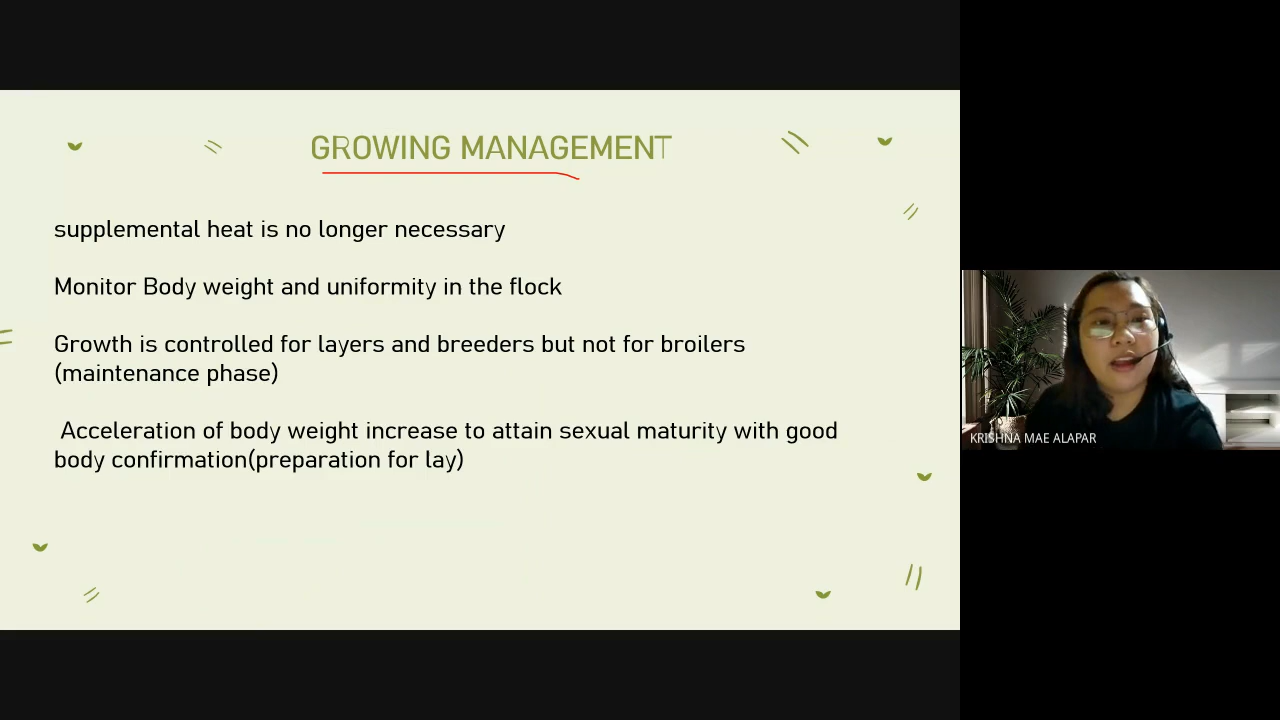 GROWING MANAGEMENT
supplemental heat is no longer necessary
Monitor Body weight and uniformity in the flock
Growth is controlled for layers and breeders but not for broilers
(maintenance phase)
Acceleration of body weight increase to attain sexual maturity with good
body confirmation(preparation for lay)
KRISHNA MAE ALAPAR